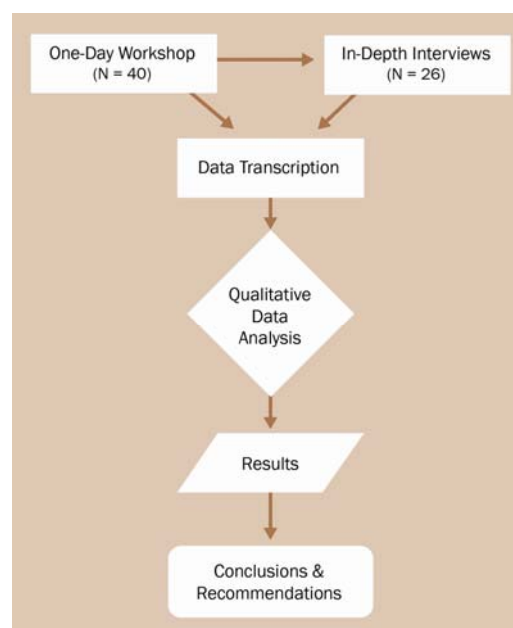 One-Day Workshop
(N = 40)
In-Depth Interviews
(N = 26)
Data Transcription
Qualitative
Data
Analysis
Results
Conclusions &
Recommendations